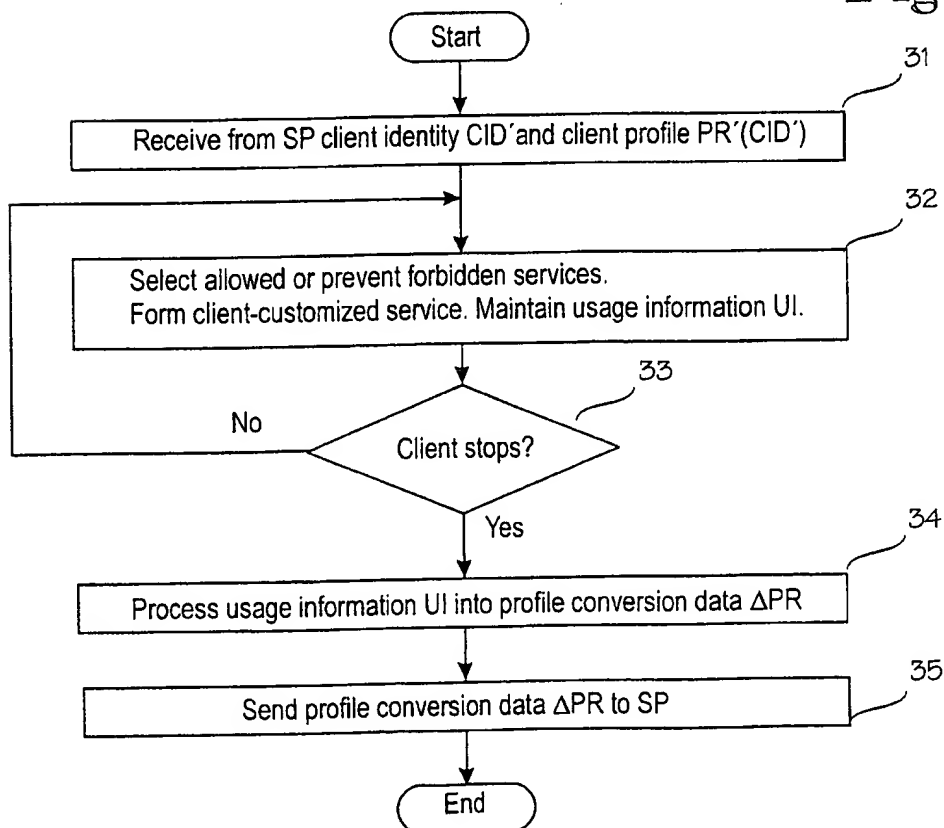 Start
31
Receive from SP client identity CID´and client profile PR´(CID´)
32
Select allowed or prevent forbidden services.
Form client-customized service. Maintain usage information UI.
33
No
Client stops?
Yes
34
Process usage information UI into profile conversion data ΔPR
35
Send profile conversion data ΔPR to SP
End